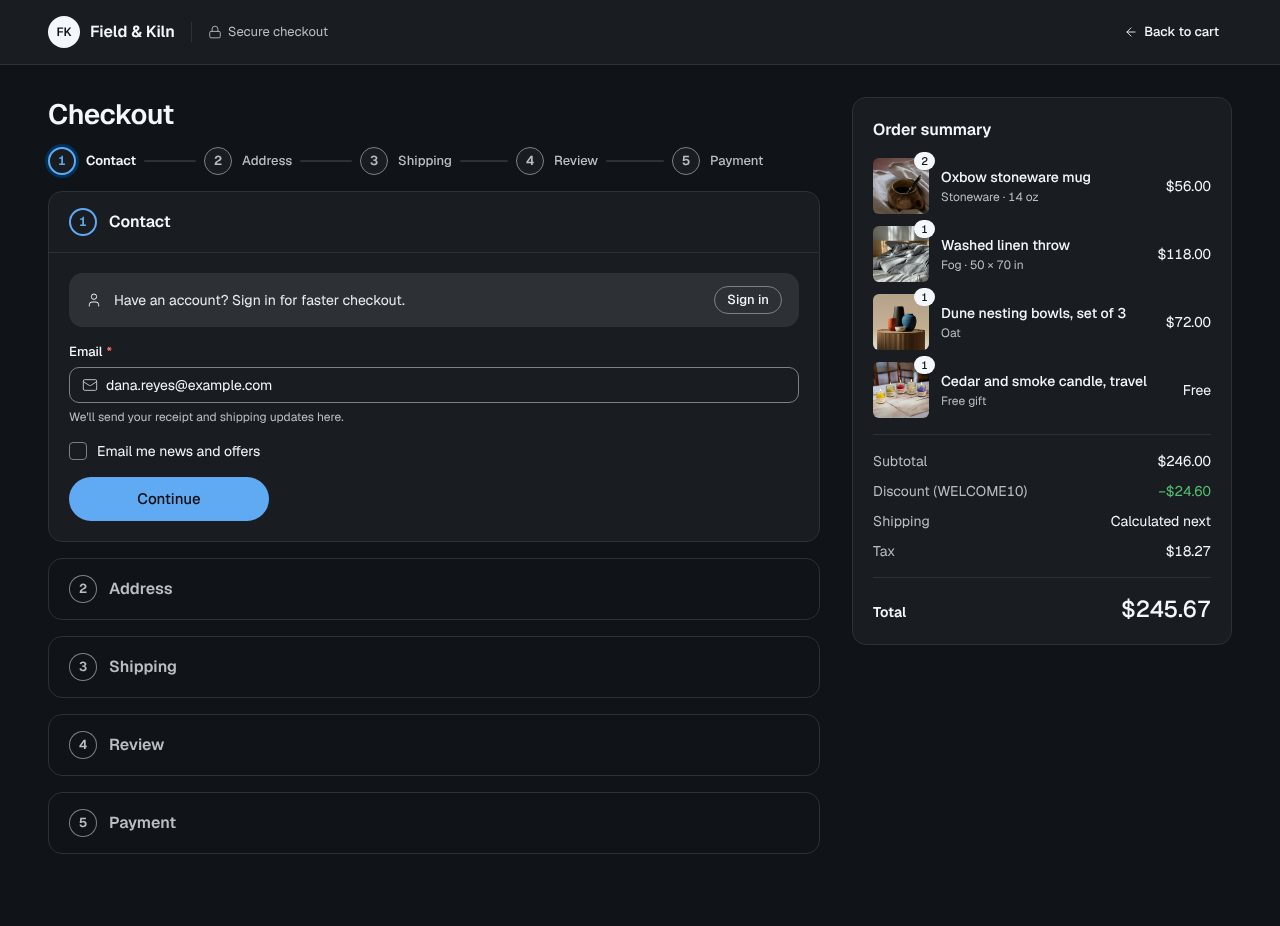 FK Field & Kiln Secure checkout Back to cart
Checkout
1 Contact 2 Address 3 Shipping 4 Review 5 Payment
1 Contact
Have an account? Sign in for faster checkout. Sign in
Email *
dana.reyes@example.com
We'll send your receipt and shipping updates here.
Email me news and offers
Continue
2 Address
3 Shipping
4 Review
5 Payment
Order summary
2
Oxbow stoneware mug
Stoneware · 14 oz
$56.00
1
Washed linen throw
Fog · 50 × 70 in
$118.00
1
Dune nesting bowls, set of 3
Oat
$72.00
1
Cedar and smoke candle, travel
Free gift
Free
Subtotal $246.00
Discount (WELCOME10) −$24.60
Shipping Calculated next
Tax $18.27
Total $245.67